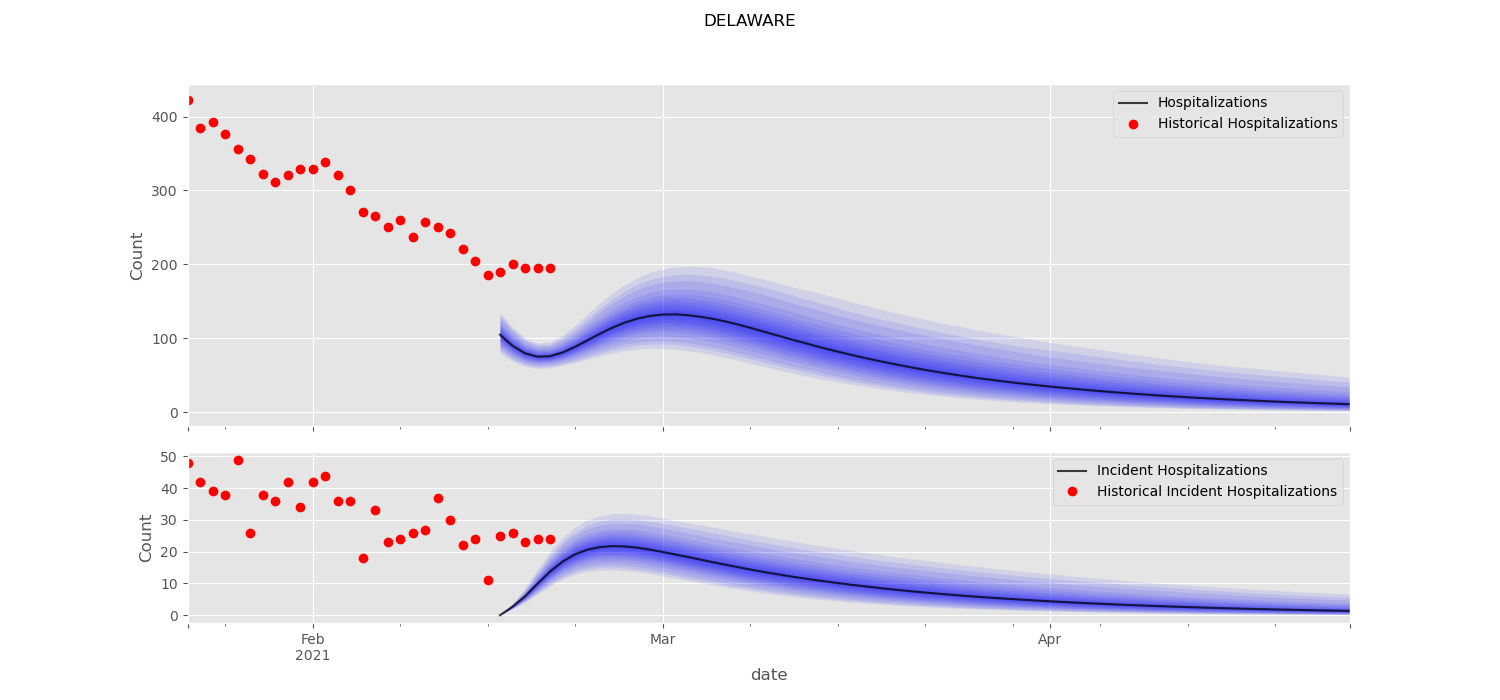 DELAWARE
Hospitalizations
Historical Hospitalizations
400
300
200
100
0
Count
Incident Hospitalizations
Historical Incident Hospitalizations
50
40
30
20
10
0
Count
Feb
2021
Mar
Apr
date